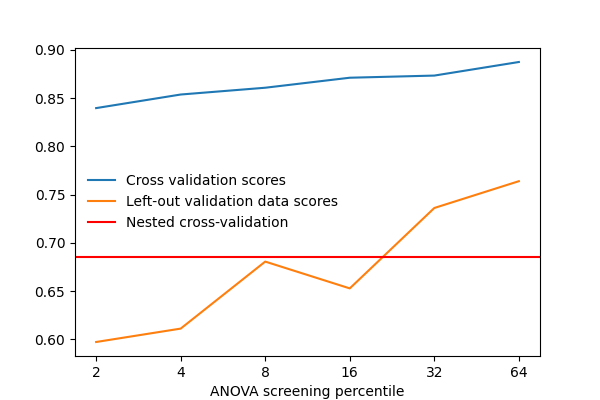 0.90
0.85
0.80
0.75
0.70
0.65
0.60
Cross validation scores
Left-out validation data scores
Nested cross-validation
2 4 8 16 32 64
ANOVA screening percentile